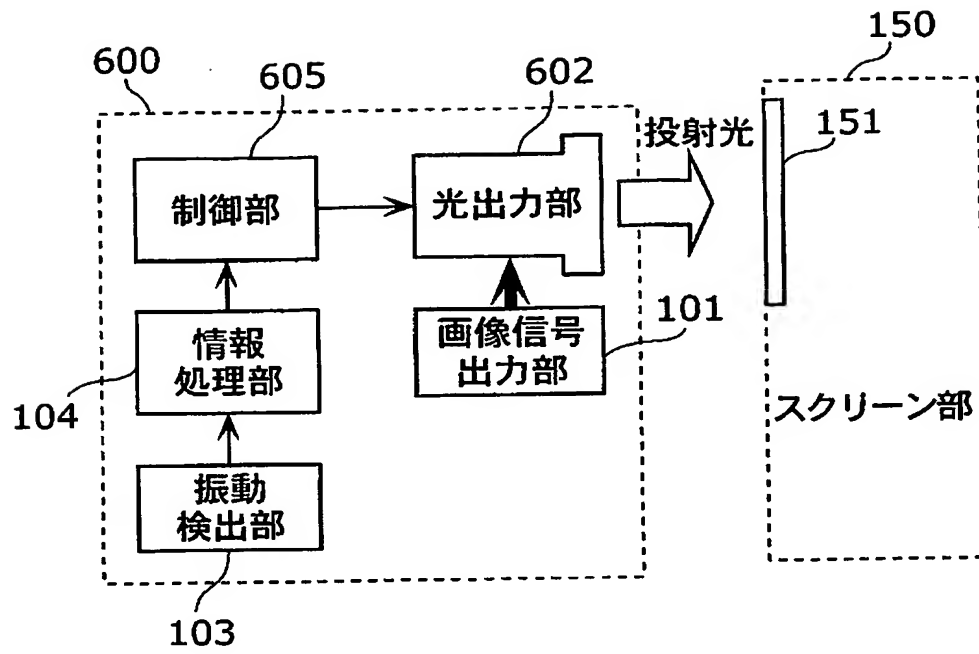 600
605
602
150
投射光
151
制御部
光出力部
情報
処理部
画像信号
出力部
101
104
スクリーン部
振動
検出部
103